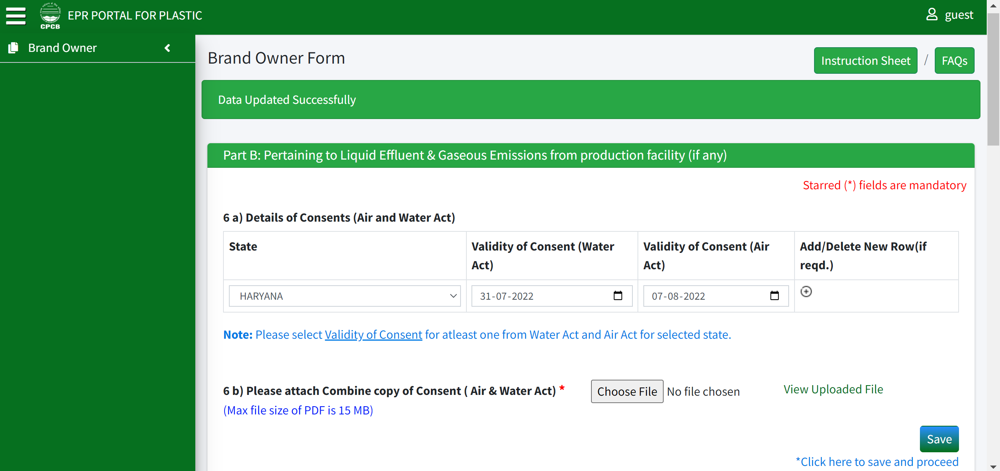 CPCB
EPR PORTAL FOR PLASTIC
guest
Brand Owner
Brand Owner Form
Instruction Sheet / FAQs
Data Updated Successfully
Part B: Pertaining to Liquid Effluent & Gaseous Emissions from production facility (if any)
Starred (*) fields are mandatory
6 a) Details of Consents (Air and Water Act)
State
Validity of Consent (Water
Act)
Validity of Consent (Air
Act)
Add/Delete New Row(if
reqd.)
HARYANA
31-07-2022
07-08-2022
Note: Please select Validity of Consent for atleast one from Water Act and Air Act for selected state.
6 b) Please attach Combine copy of Consent ( Air & Water Act) *
(Max file size of PDF is 15 MB)
Choose File No file chosen
View Uploaded File
Save
*Click here to save and proceed